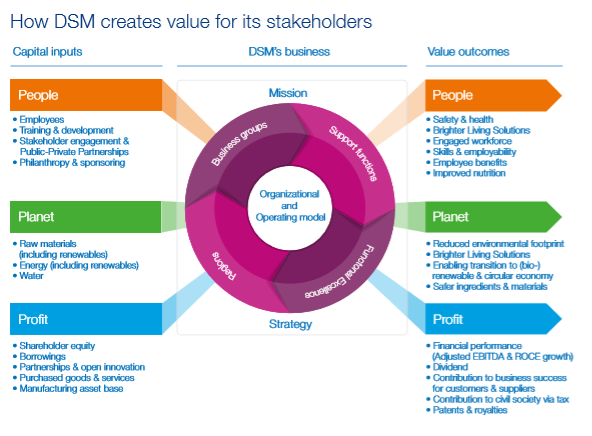 How DSM creates value for its stakeholders
Capital inputs
DSM's business
Value outcomes
People
• Employees
• Training & development
• Stakeholder engagement &
Public-Private Partnerships
• Philanthropy & sponsoring
Planet
• Raw materials
(including renewables)
• Energy (including renewables)
• Water
Profit
• Shareholder equity
• Borrowings
• Partnerships & open innovation
• Purchased goods & services
• Manufacturing asset base
Mission
Business groups
Support functions
Organizational
and
Operating model
Regions
Functional Excellence
Strategy
People
• Safety & health
• Brighter Living Solutions
• Engaged workforce
• Skills & employability
• Employee benefits
• Improved nutrition
Planet
• Reduced environmental footprint
• Brighter Living Solutions
• Enabling transition to (bio-)
renewable & circular economy
• Safer ingredients & materials
Profit
• Financial performance
(Adjusted EBITDA & ROCE growth)
• Dividend
• Contribution to business success
for customers & suppliers
• Contribution to civil society via tax
• Patents & royalties